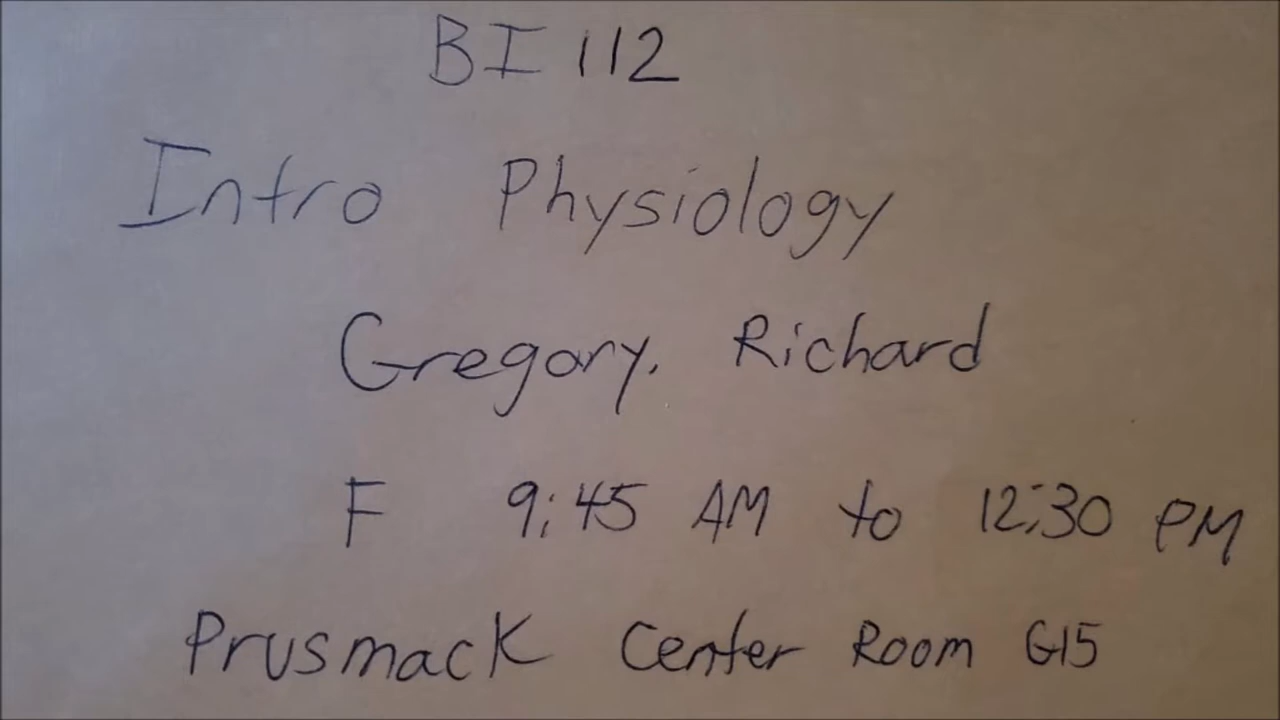 BI 112
Intro Physiology
Gregory, Richard
F 9:45 AM to 12:30 PM
Prusmack Center Room G15